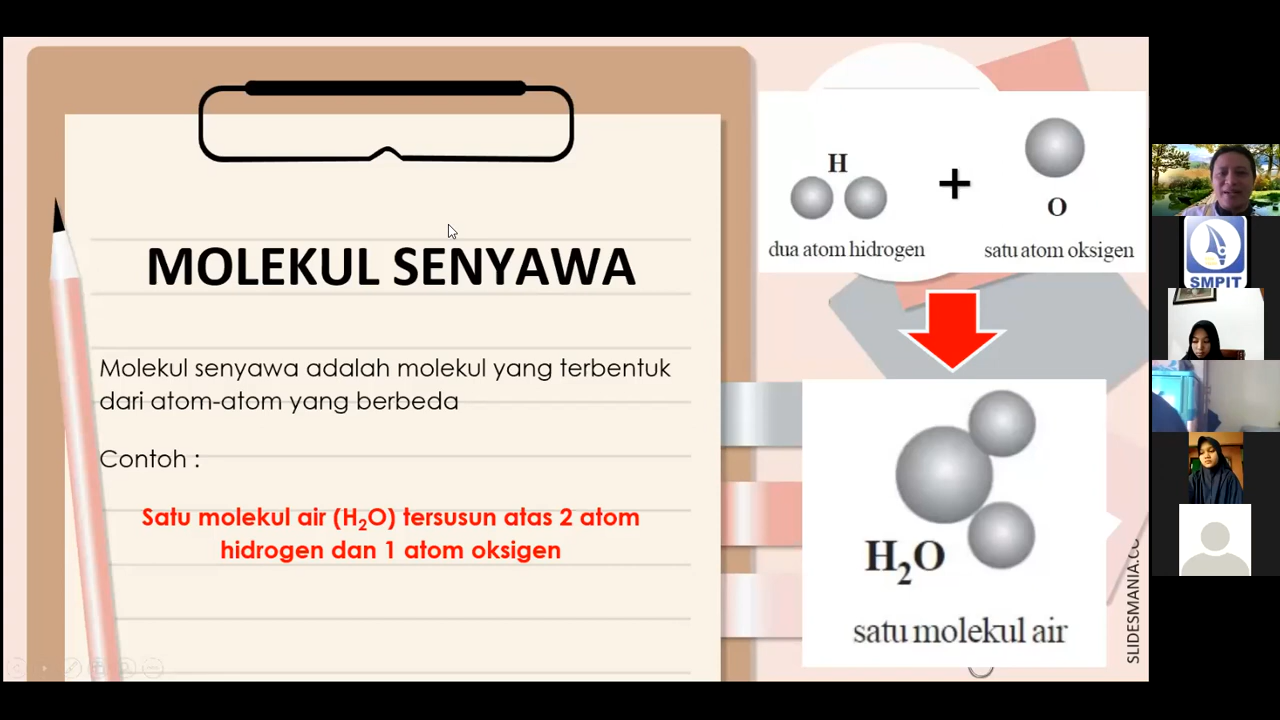 MOLEKUL SENYAWA
Molekul senyawa adalah molekul yang terbentuk
dari atom-atom yang berbeda
Contoh :
Satu molekul air (H₂O) tersusun atas 2 atom
hidrogen dan 1 atom oksigen
H
+
O
dua atom hidrogen
satu atom oksigen
H₂O
satu molekul air
SLIDESMANIA.CO
SMPIT